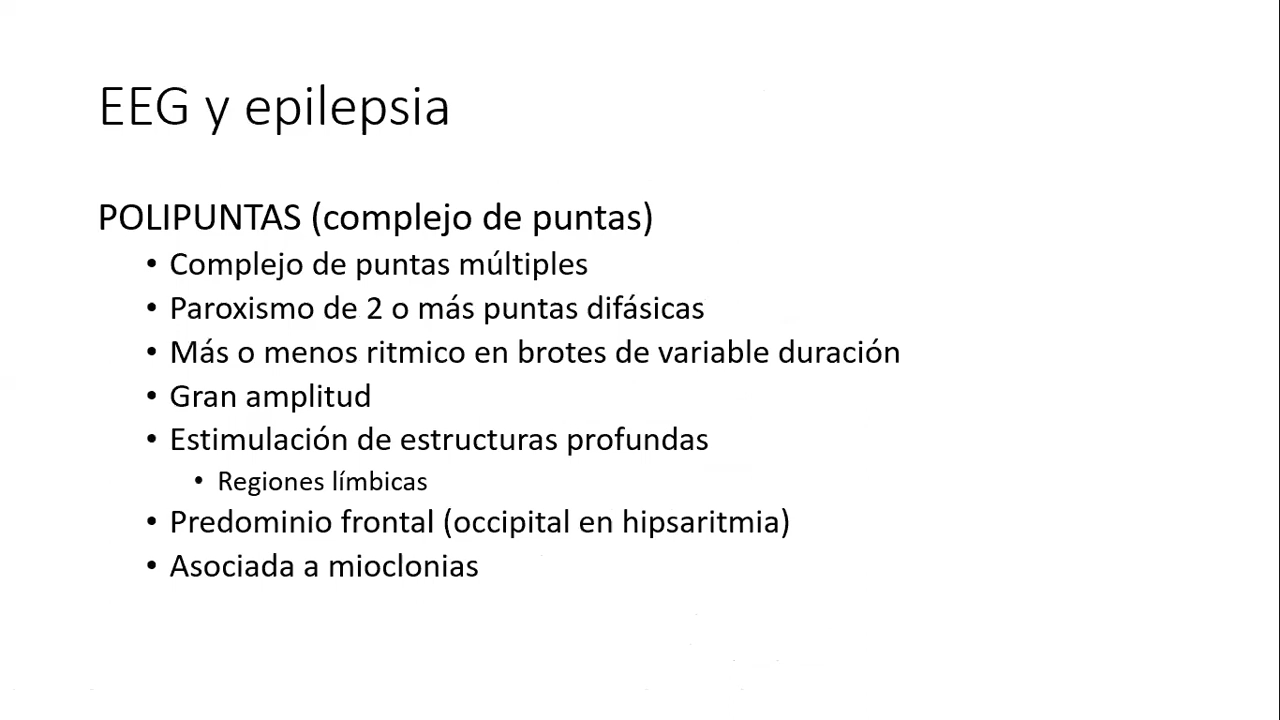 EEG y epilepsia
POLIPUNTAS (complejo de puntas)
• Complejo de puntas múltiples
• Paroxismo de 2 o más puntas difásicas
• Más o menos ritmico en brotes de variable duración
• Gran amplitud
• Estimulación de estructuras profundas
• Regiones límbicas
• Predominio frontal (occipital en hipsaritmia)
• Asociada a mioclonias